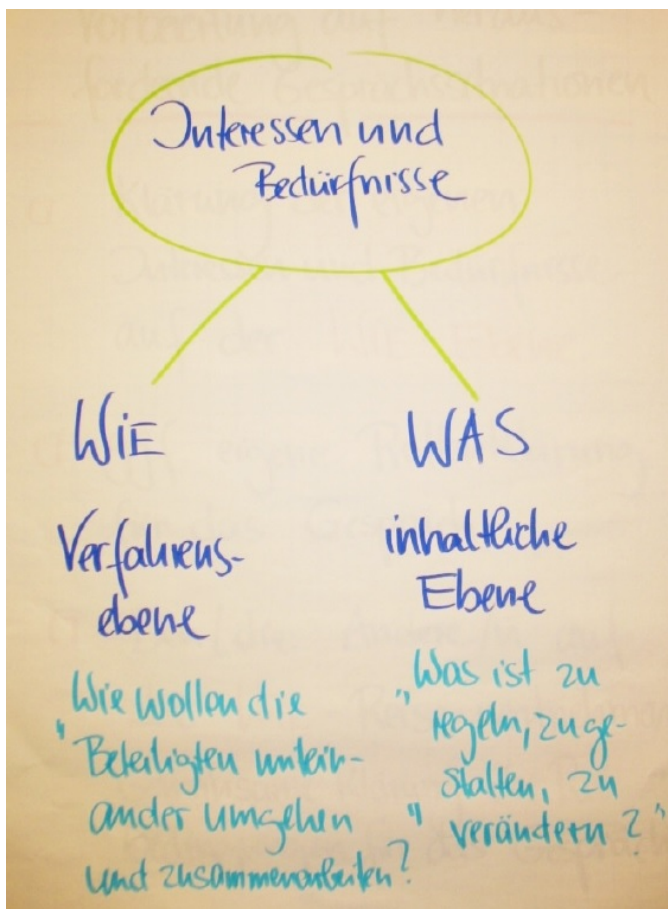 Interessen und
Bedürfnisse
WiE
Verfahrens-
ebene
"Wie wollen die
Beteiligten unterein-
ander umgehen
und zusammenarbeiten?"
WAS
inhaltliche
Ebene
"Was ist zu
regeln, zu ge-
stalten, zu
verändern?"